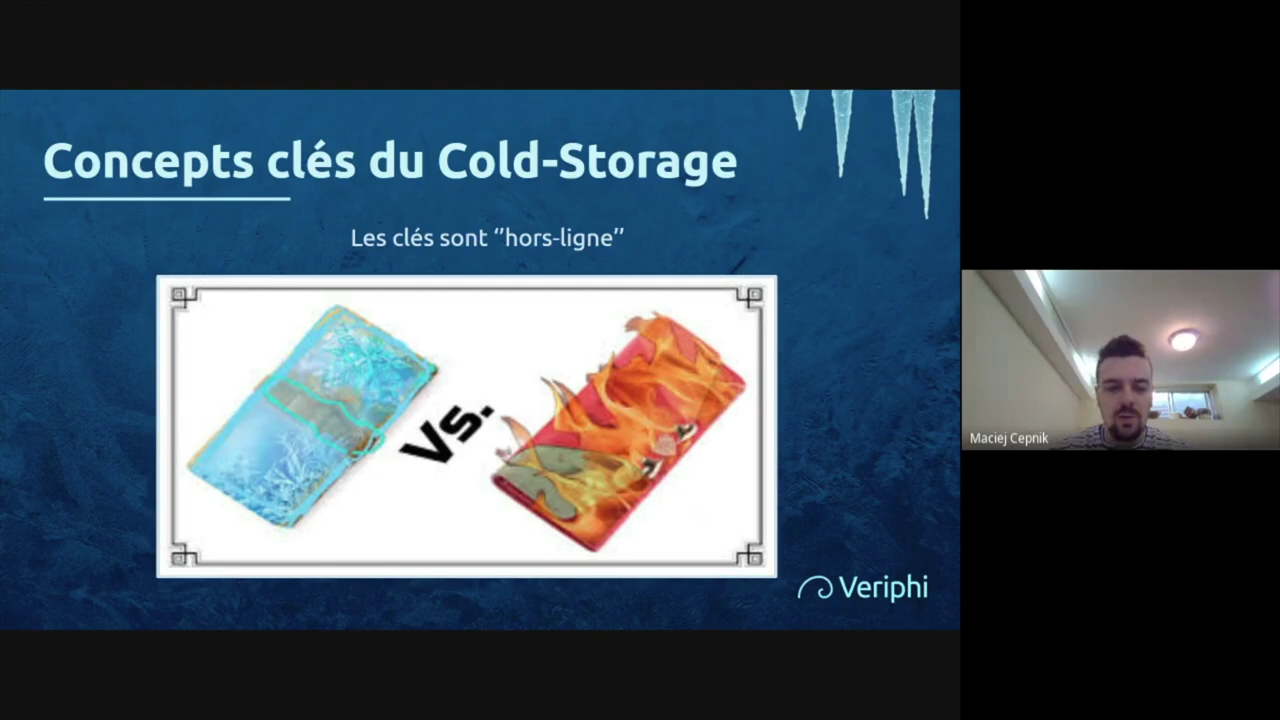 Concepts clés du Cold-Storage
Les clés sont ‘’hors-ligne’’
Vs.
Veriphi
Maciej Cepnik